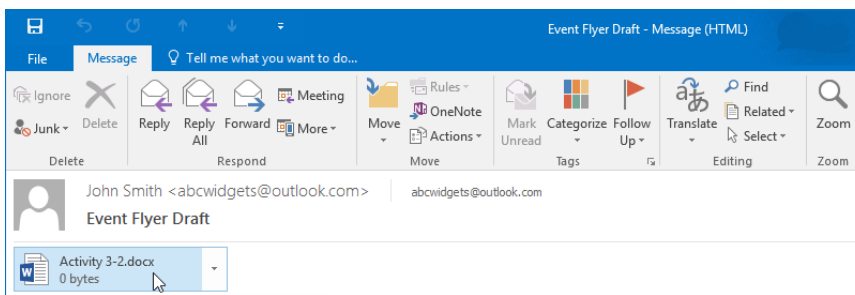 Event Flyer Draft - Message (HTML)
File Message Tell me what you want to do...
Ignore
Junk
Delete
Delete
Reply
Reply
All
Forward
Meeting
More
Respond
Move
Rules
OneNote
Actions
Move
Mark
Unread
Categorize
Follow
Up
Tags
Translate
Find
Related
Select
Editing
Zoom
Zoom
John Smith <abcwidgets@outlook.com> abcwidgets@outlook.com
Event Flyer Draft
Activity 3-2.docx
0 bytes